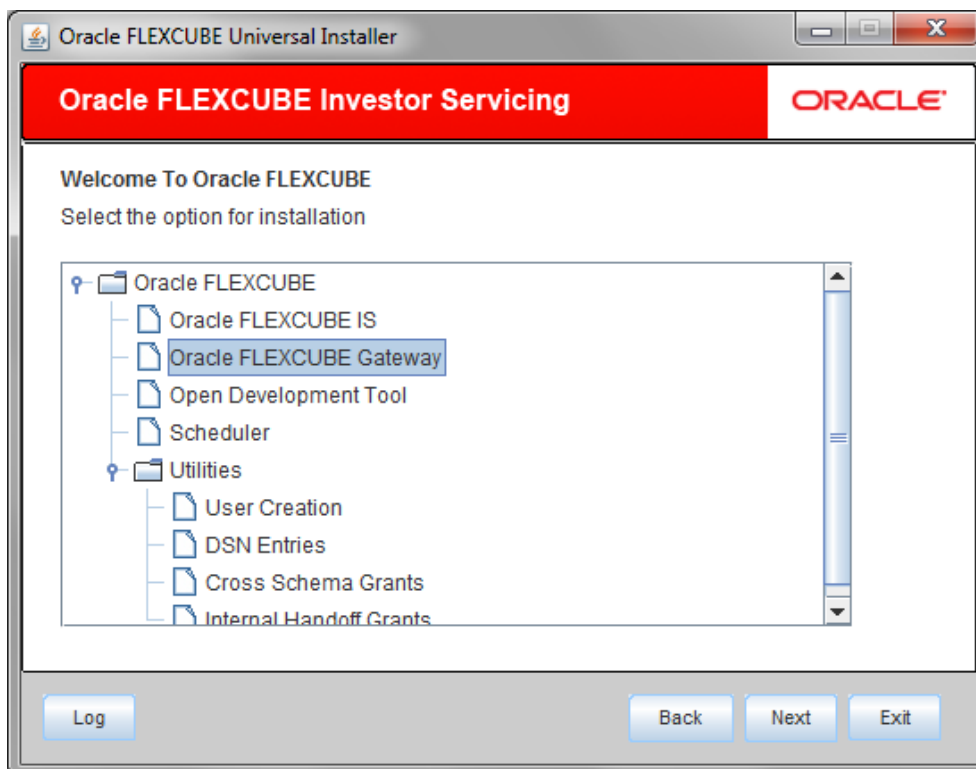 Oracle FLEXCUBE Universal Installer
Oracle FLEXCUBE Investor Servicing
ORACLE
Welcome To Oracle FLEXCUBE
Select the option for installation
Oracle FLEXCUBE
Oracle FLEXCUBE IS
Oracle FLEXCUBE Gateway
Open Development Tool
Scheduler
Utilities
User Creation
DSN Entries
Cross Schema Grants
Internal Handoff Grants
Log Back Next Exit